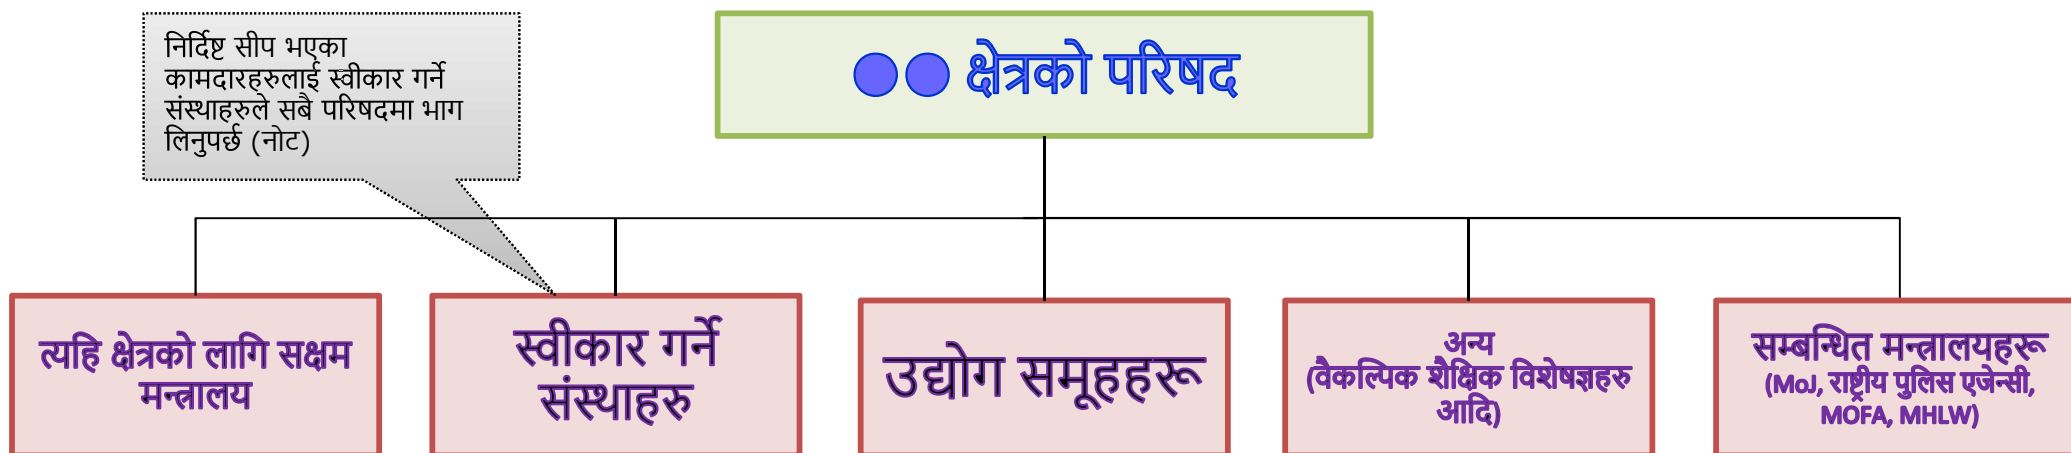 निर्दिष्ट सीप भएका
कामदारहरुलाई स्वीकार गर्ने
संस्थाहरुले सबै परिषदमा भाग
लिनुपर्छ (नोट)
●● क्षेत्रको परिषद
त्यहि क्षेत्रको लागि सक्षम
मन्त्रालय
स्वीकार गर्ने
संस्थाहरु
उद्योग समूहहरू
अन्य
(वैकल्पिक शैक्षिक विशेषज्ञहरु
आदि)
सम्बन्धित मन्त्रालयहरू
(MoJ, राष्ट्रीय पुलिस एजेन्सी,
MOFA, MHLW)